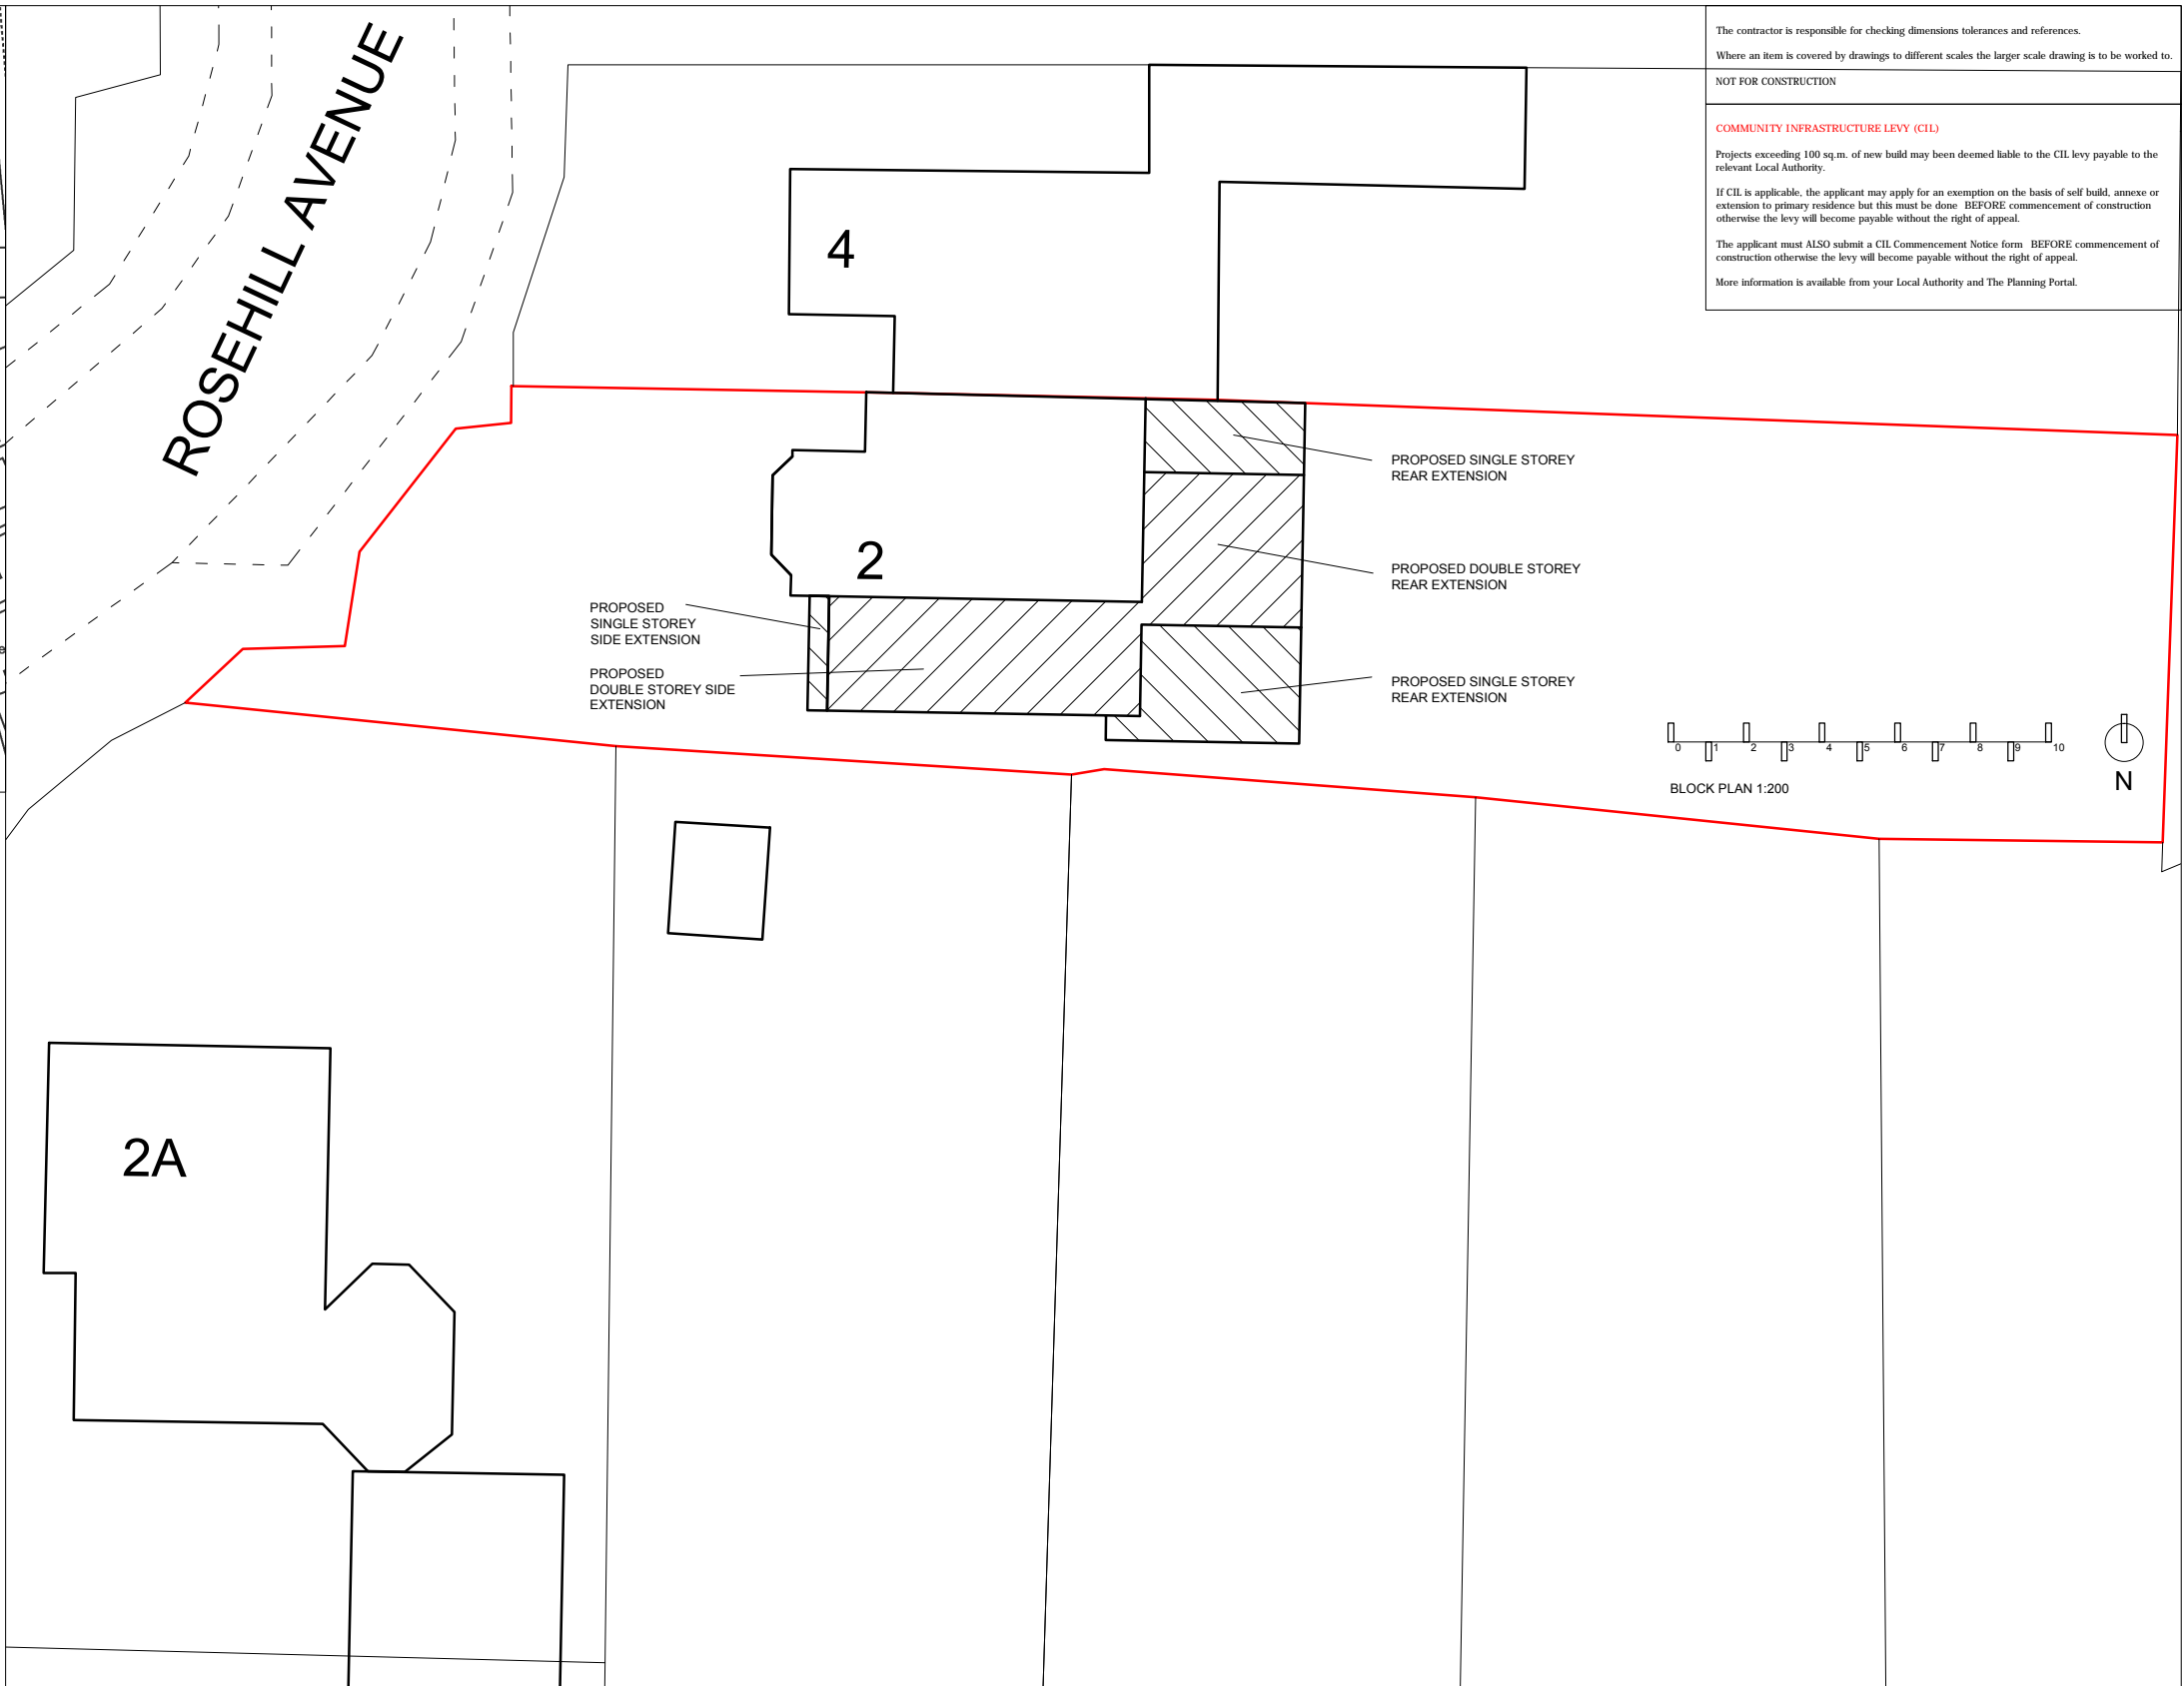 The contractor is responsible for checking dimensions tolerances and references.
Where an item is covered by drawings to different scales the larger scale drawing is to be worked to.
NOT FOR CONSTRUCTION
COMMUNITY INFRASTRUCTURE LEVY (CIL)
Projects exceeding 100 sq.m. of new build may been deemed liable to the CIL levy payable to the
relevant Local Authority.
If CIL is applicable, the applicant may apply for an exemption on the basis of self build, annexe or
extension to primary residence but this must be done BEFORE commencement of construction
otherwise the levy will become payable without the right of appeal.
The applicant must ALSO submit a CIL Commencement Notice form BEFORE commencement of
construction otherwise the levy will become payable without the right of appeal.
More information is available from your Local Authority and The Planning Portal.
ROSEHILL AVENUE
4
2
PROPOSED SINGLE STOREY
REAR EXTENSION
PROPOSED DOUBLE STOREY
REAR EXTENSION
PROPOSED
SINGLE STOREY
SIDE EXTENSION
PROPOSED
DOUBLE STOREY SIDE
EXTENSION
PROPOSED SINGLE STOREY
REAR EXTENSION
0 1 2 3 4 5 6 7 8 9 10
BLOCK PLAN 1:200
N
2A